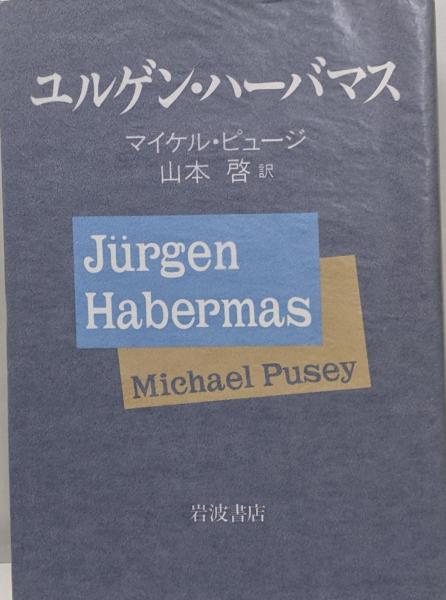 ユルゲン・ハーバマス
マイケル・ピュージ
山本 啓 訳
Jürgen
Habermas
Michael Pusey
岩波書店